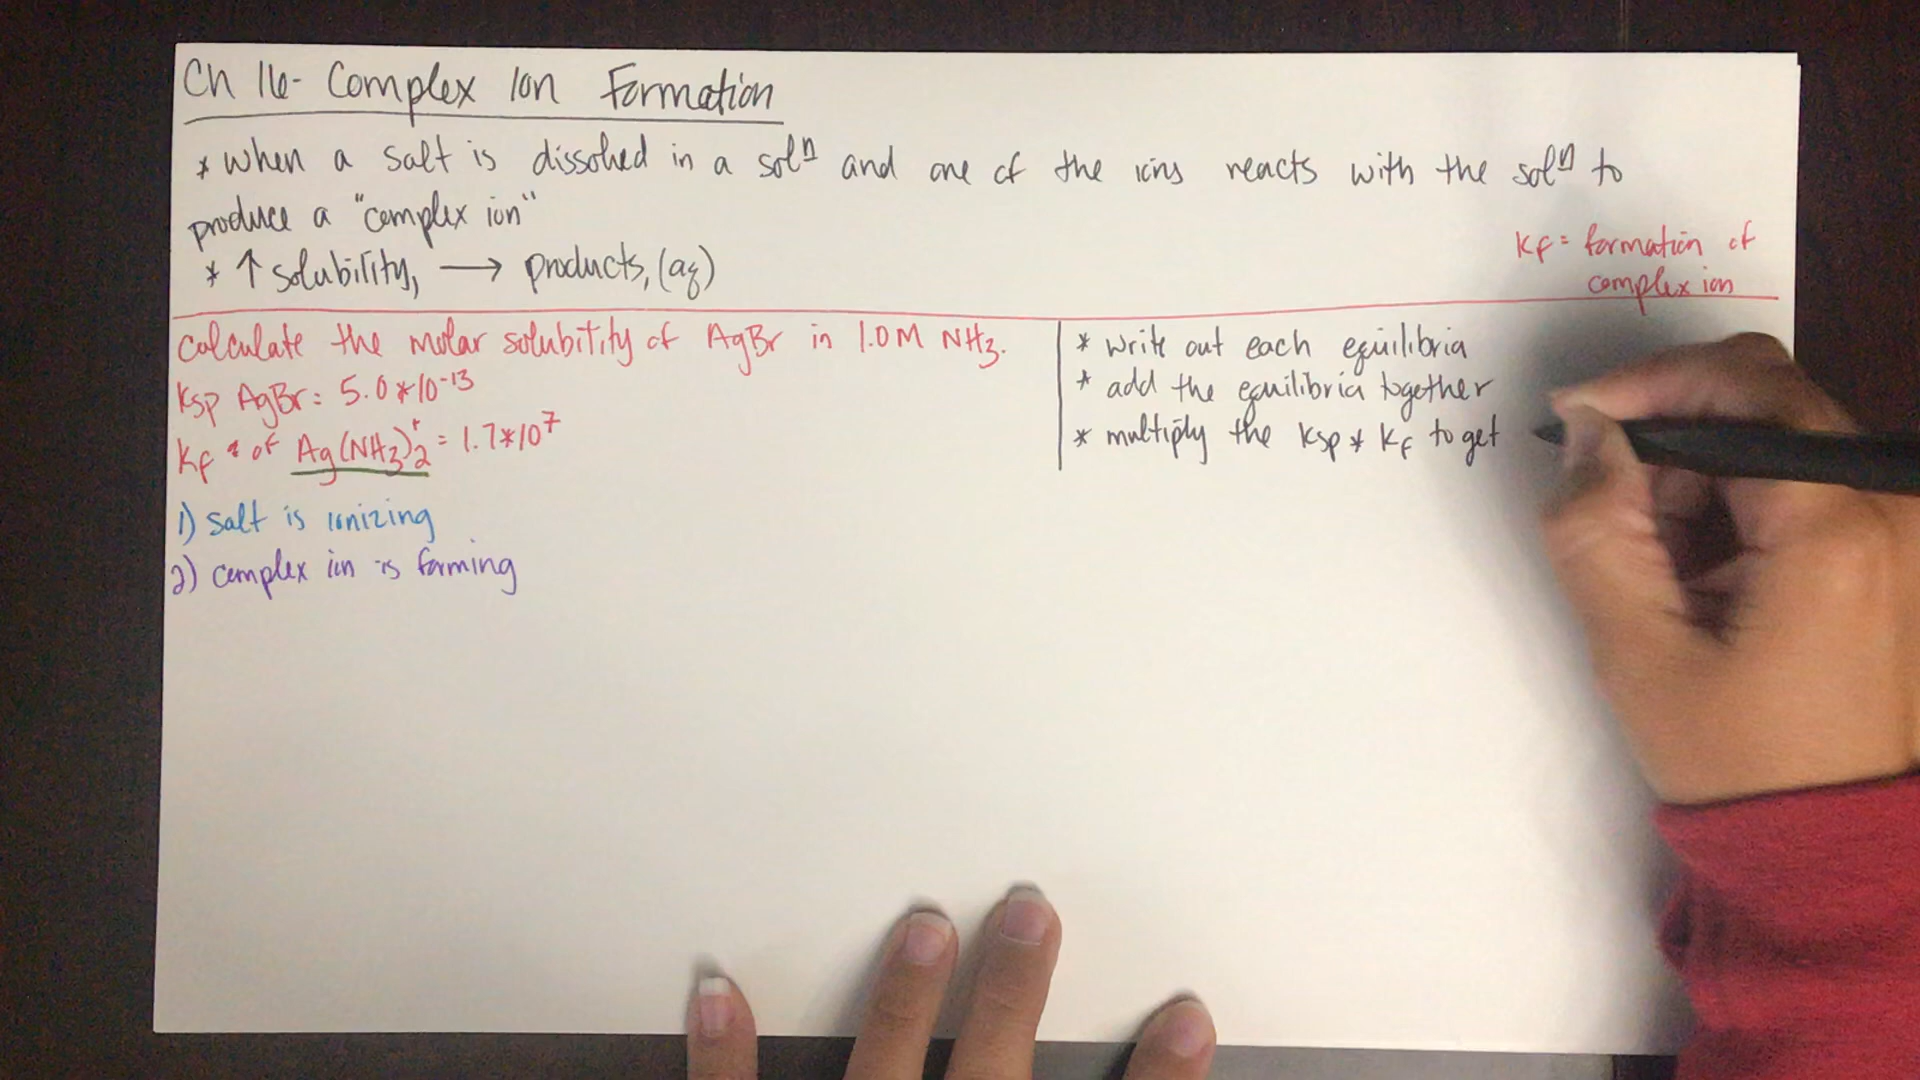 Ch 16- Complex Ion Formation
* When a salt is dissolved in a solⁿ and one of the ions reacts with the solⁿ to
produce a "complex ion"
* ↑ solubility, → products, (aq)
Kf = formation of
complex ion
Calculate the molar solubility of AgBr in 1.0M NH3.
Ksp AgBr: 5.0*10⁻¹³
Kf of Ag(NH3)2⁺ = 1.7*10⁷
1) Salt is ionizing
2) complex ion is forming
* write out each equilibria
* add the equilibria together
* multiply the Ksp * Kf to get